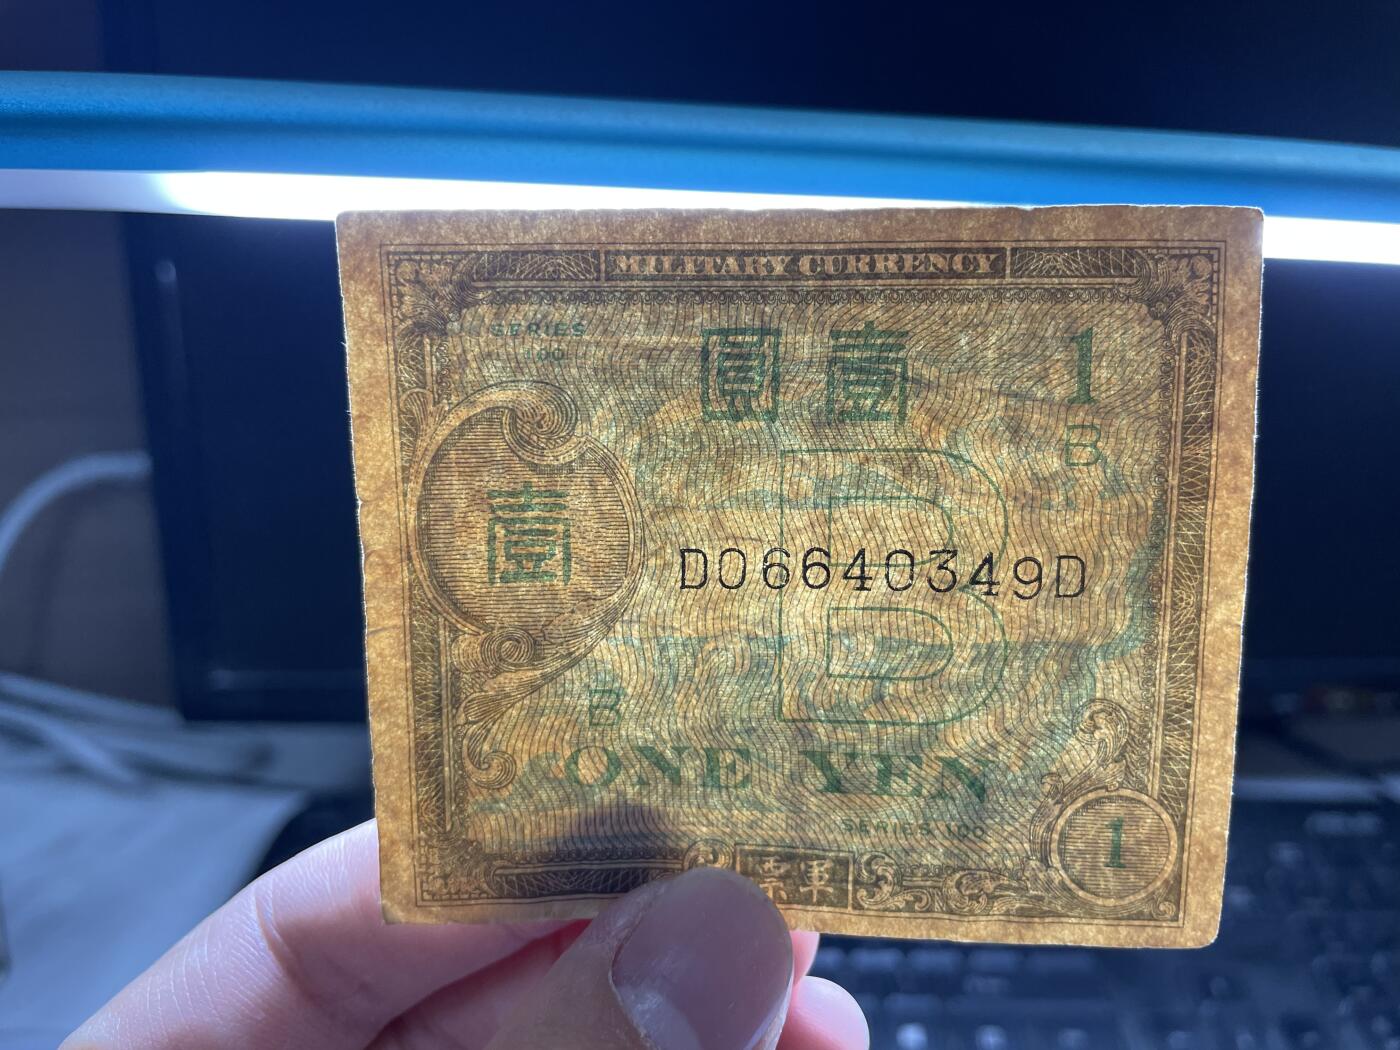 MILITARY CURRENCY
SERIES
100
圓壹
1
B
壹
B
D06640349D
B
ONE YEN
SERIES 100
票軍
1